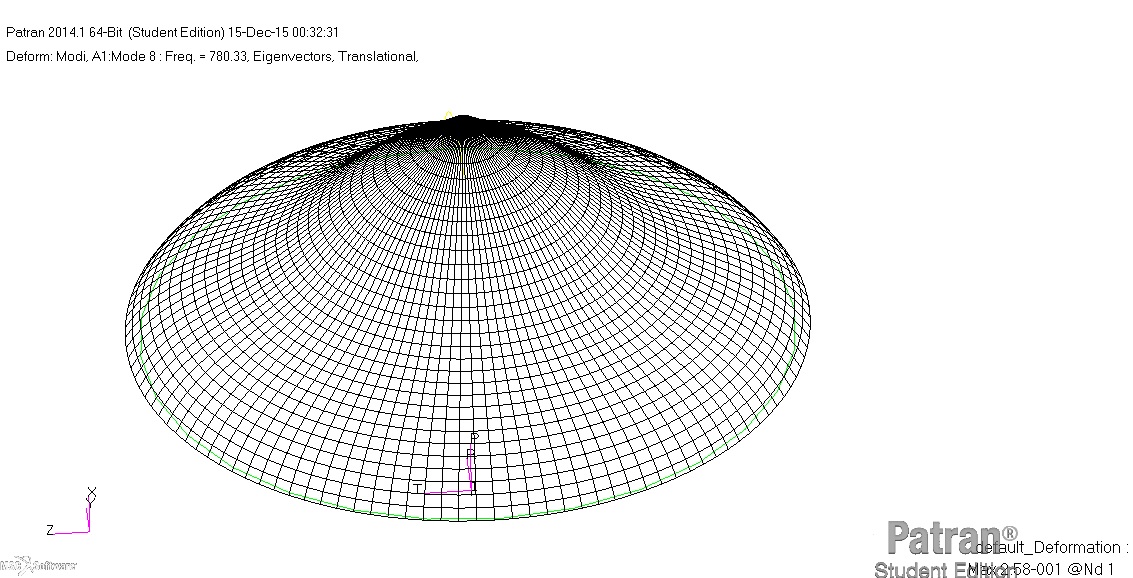 Patran 2014.1 64-Bit (Student Edition) 15-Dec-15 00:32:31
Deform: Modi, A1:Mode 8 : Freq. = 780.33, Eigenvectors, Translational,
R
T
X
Z
Patran®
default_Deformation :
Student Edition
Max 2.58-001 @Nd 1
MSC Software